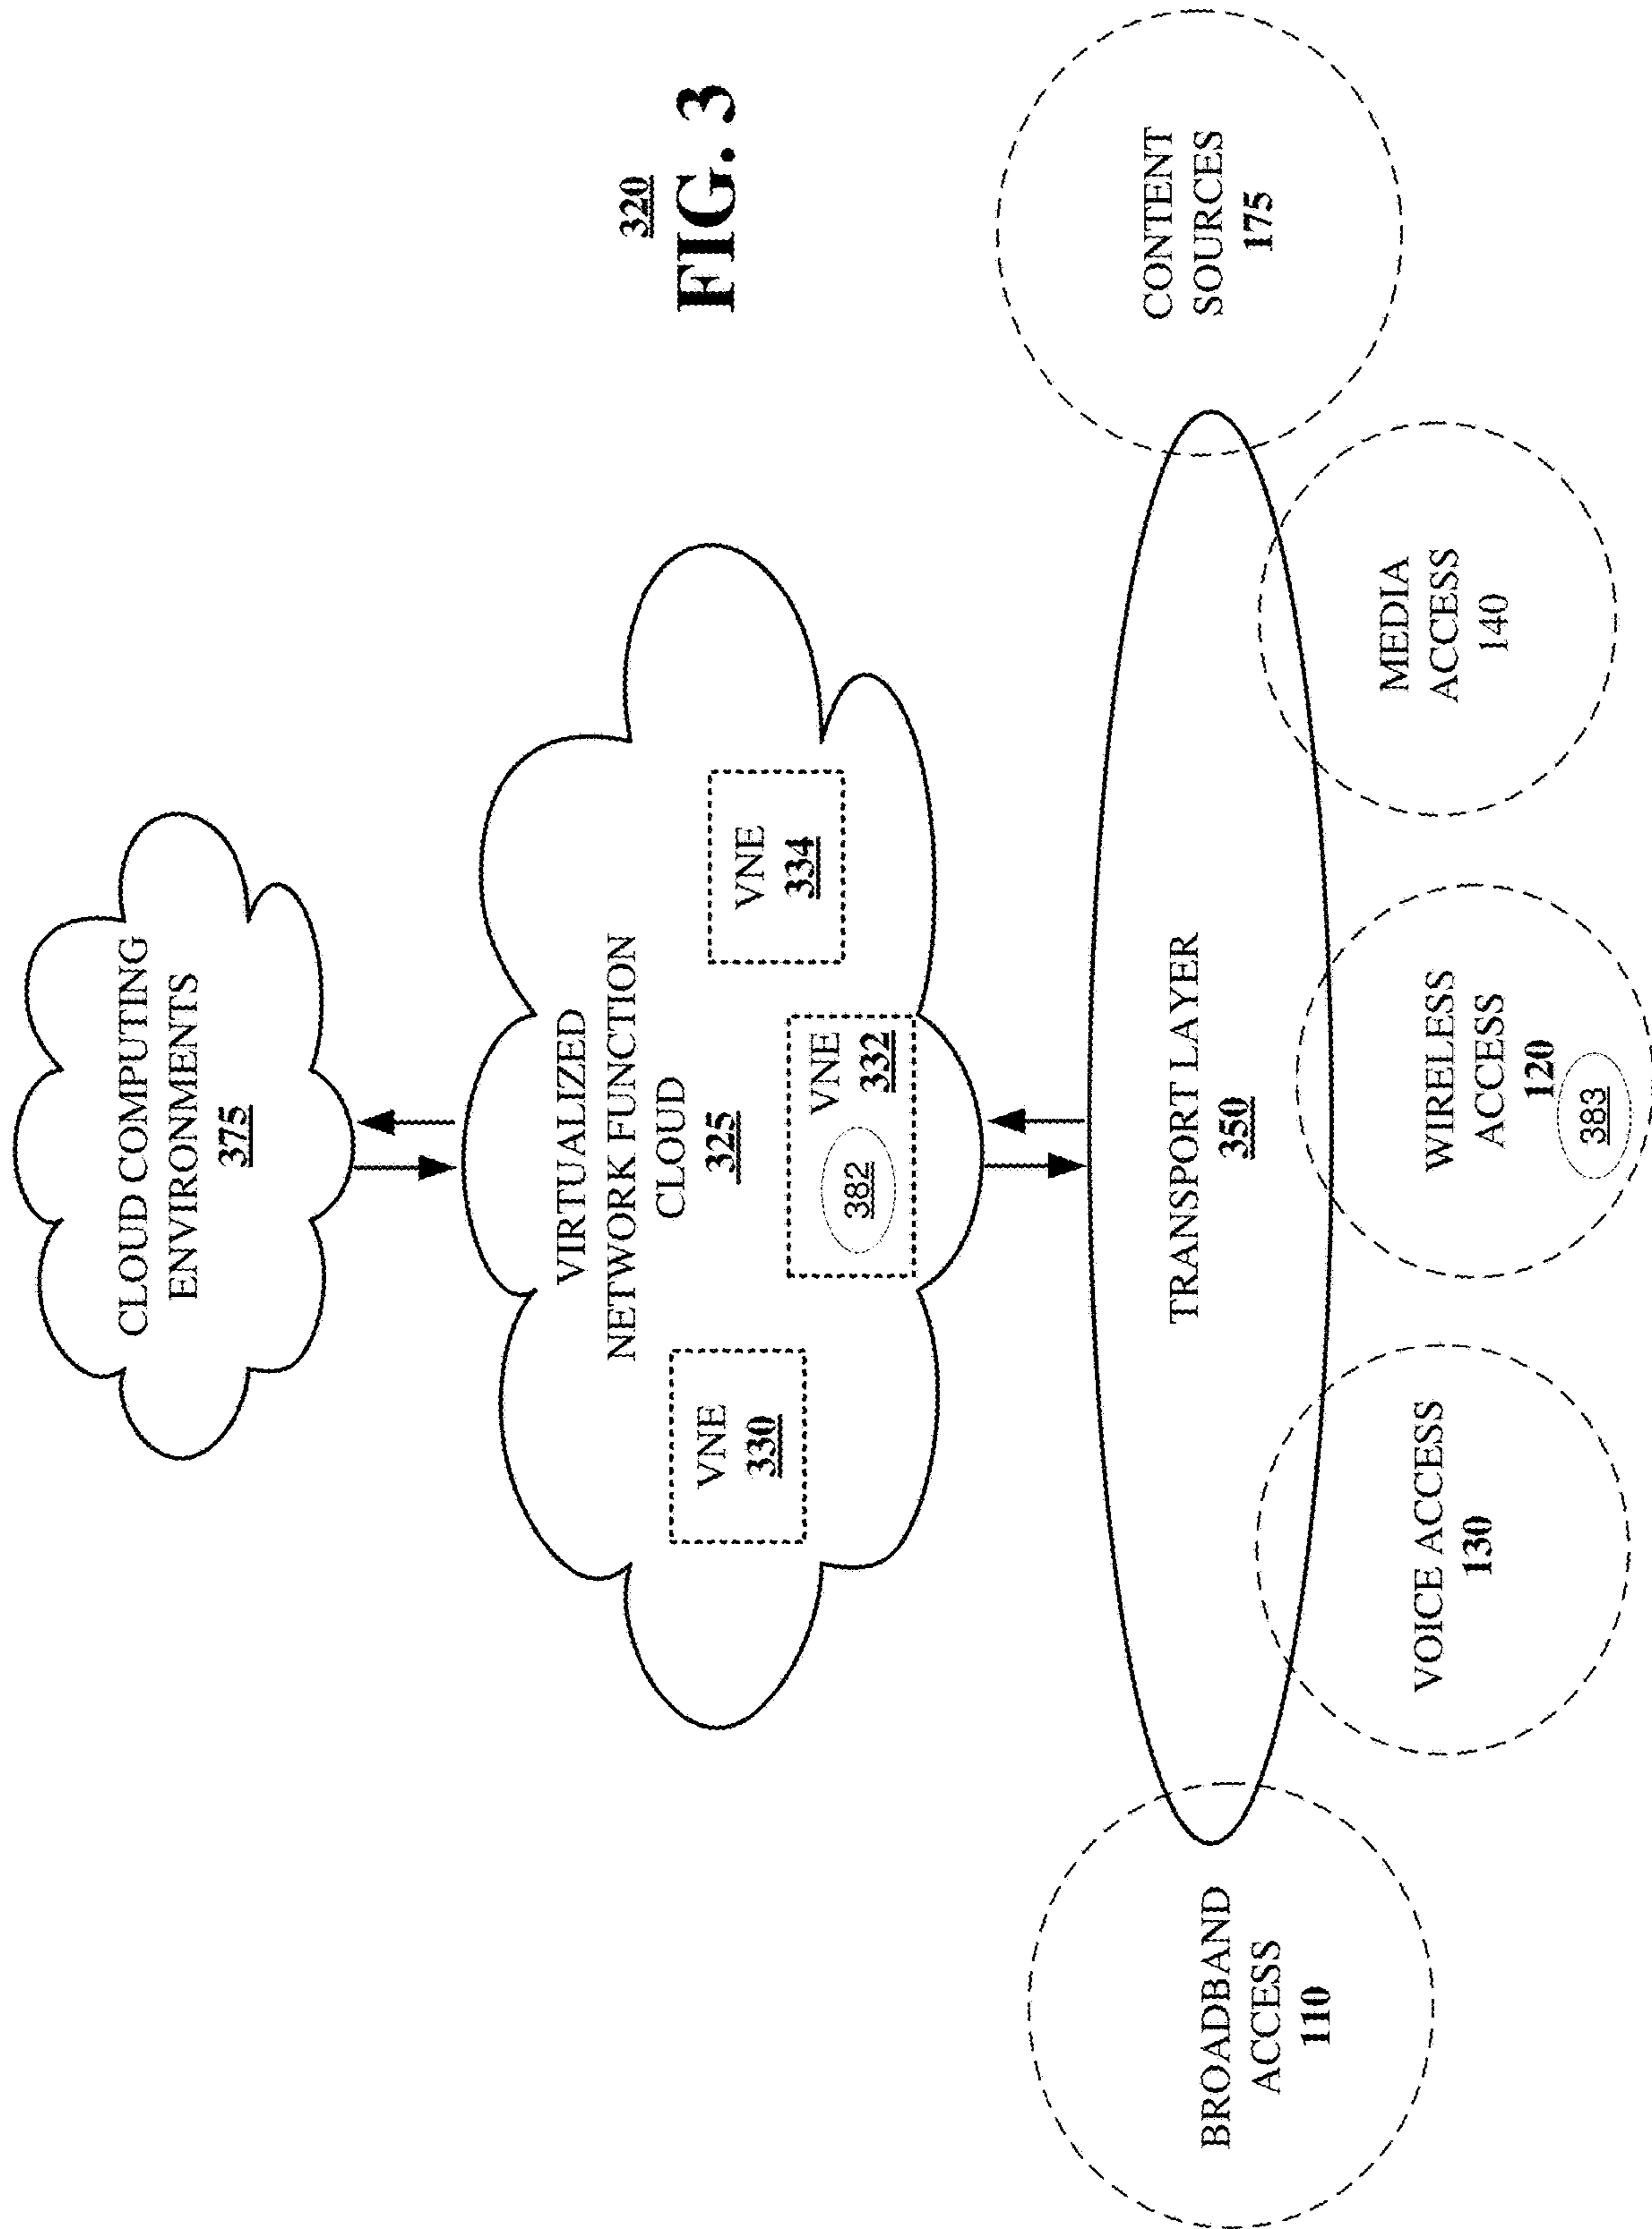 CLOUD COMPUTING
ENVIRONMENTS
375
VIRTUALIZED
NETWORK FUNCTION
CLOUD
325
VNE
330
VNE
332
382
VNE
334
320
FIG. 3
TRANSPORT LAYER
350
BROADBAND
ACCESS
110
VOICE ACCESS
130
WIRELESS
ACCESS
120
383
MEDIA
ACCESS
140
CONTENT
SOURCES
175